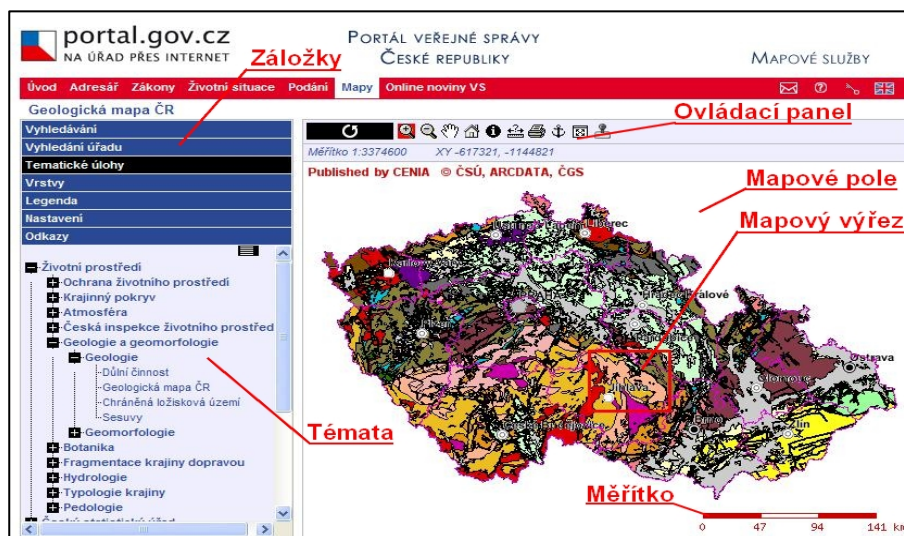 portal.gov.cz
NA ÚŘAD PŘES INTERNET
PORTÁL VEŘEJNÉ SPRÁVY
ČESKÉ REPUBLIKY
MAPOVÉ SLUŽBY
Záložky
Úvod Adresář Zákony Životní situace Podání Mapy Online noviny VS
Geologická mapa ČR
Ovládací panel
Vyhledávání
Vyhledání úřadu
Tematické úlohy
Vrstvy
Legenda
Nastavení
Odkazy
Měřítko 1:3374600 XY -617321, -1144821
Published by CENIA © ČSÚ, ARCDATA, ČGS
Mapové pole
Mapový výřez
Životní prostředí
Ochrana životního prostředí
Krajinný pokryv
Atmosféra
Česká inspekce životního prostřed
Geologie a geomorfologie
Geologie
Důlní činnost
Geologická mapa ČR
Chráněná ložisková území
Sesuvy
Geomorfologie
Botanika
Fragmentace krajiny dopravou
Hydrologie
Typologie krajiny
Pedologie
Témata
Liberec
Ostrava
Olomouc
Jihlava
Brno
Zlín
Měřítko
0 47 94 141 km